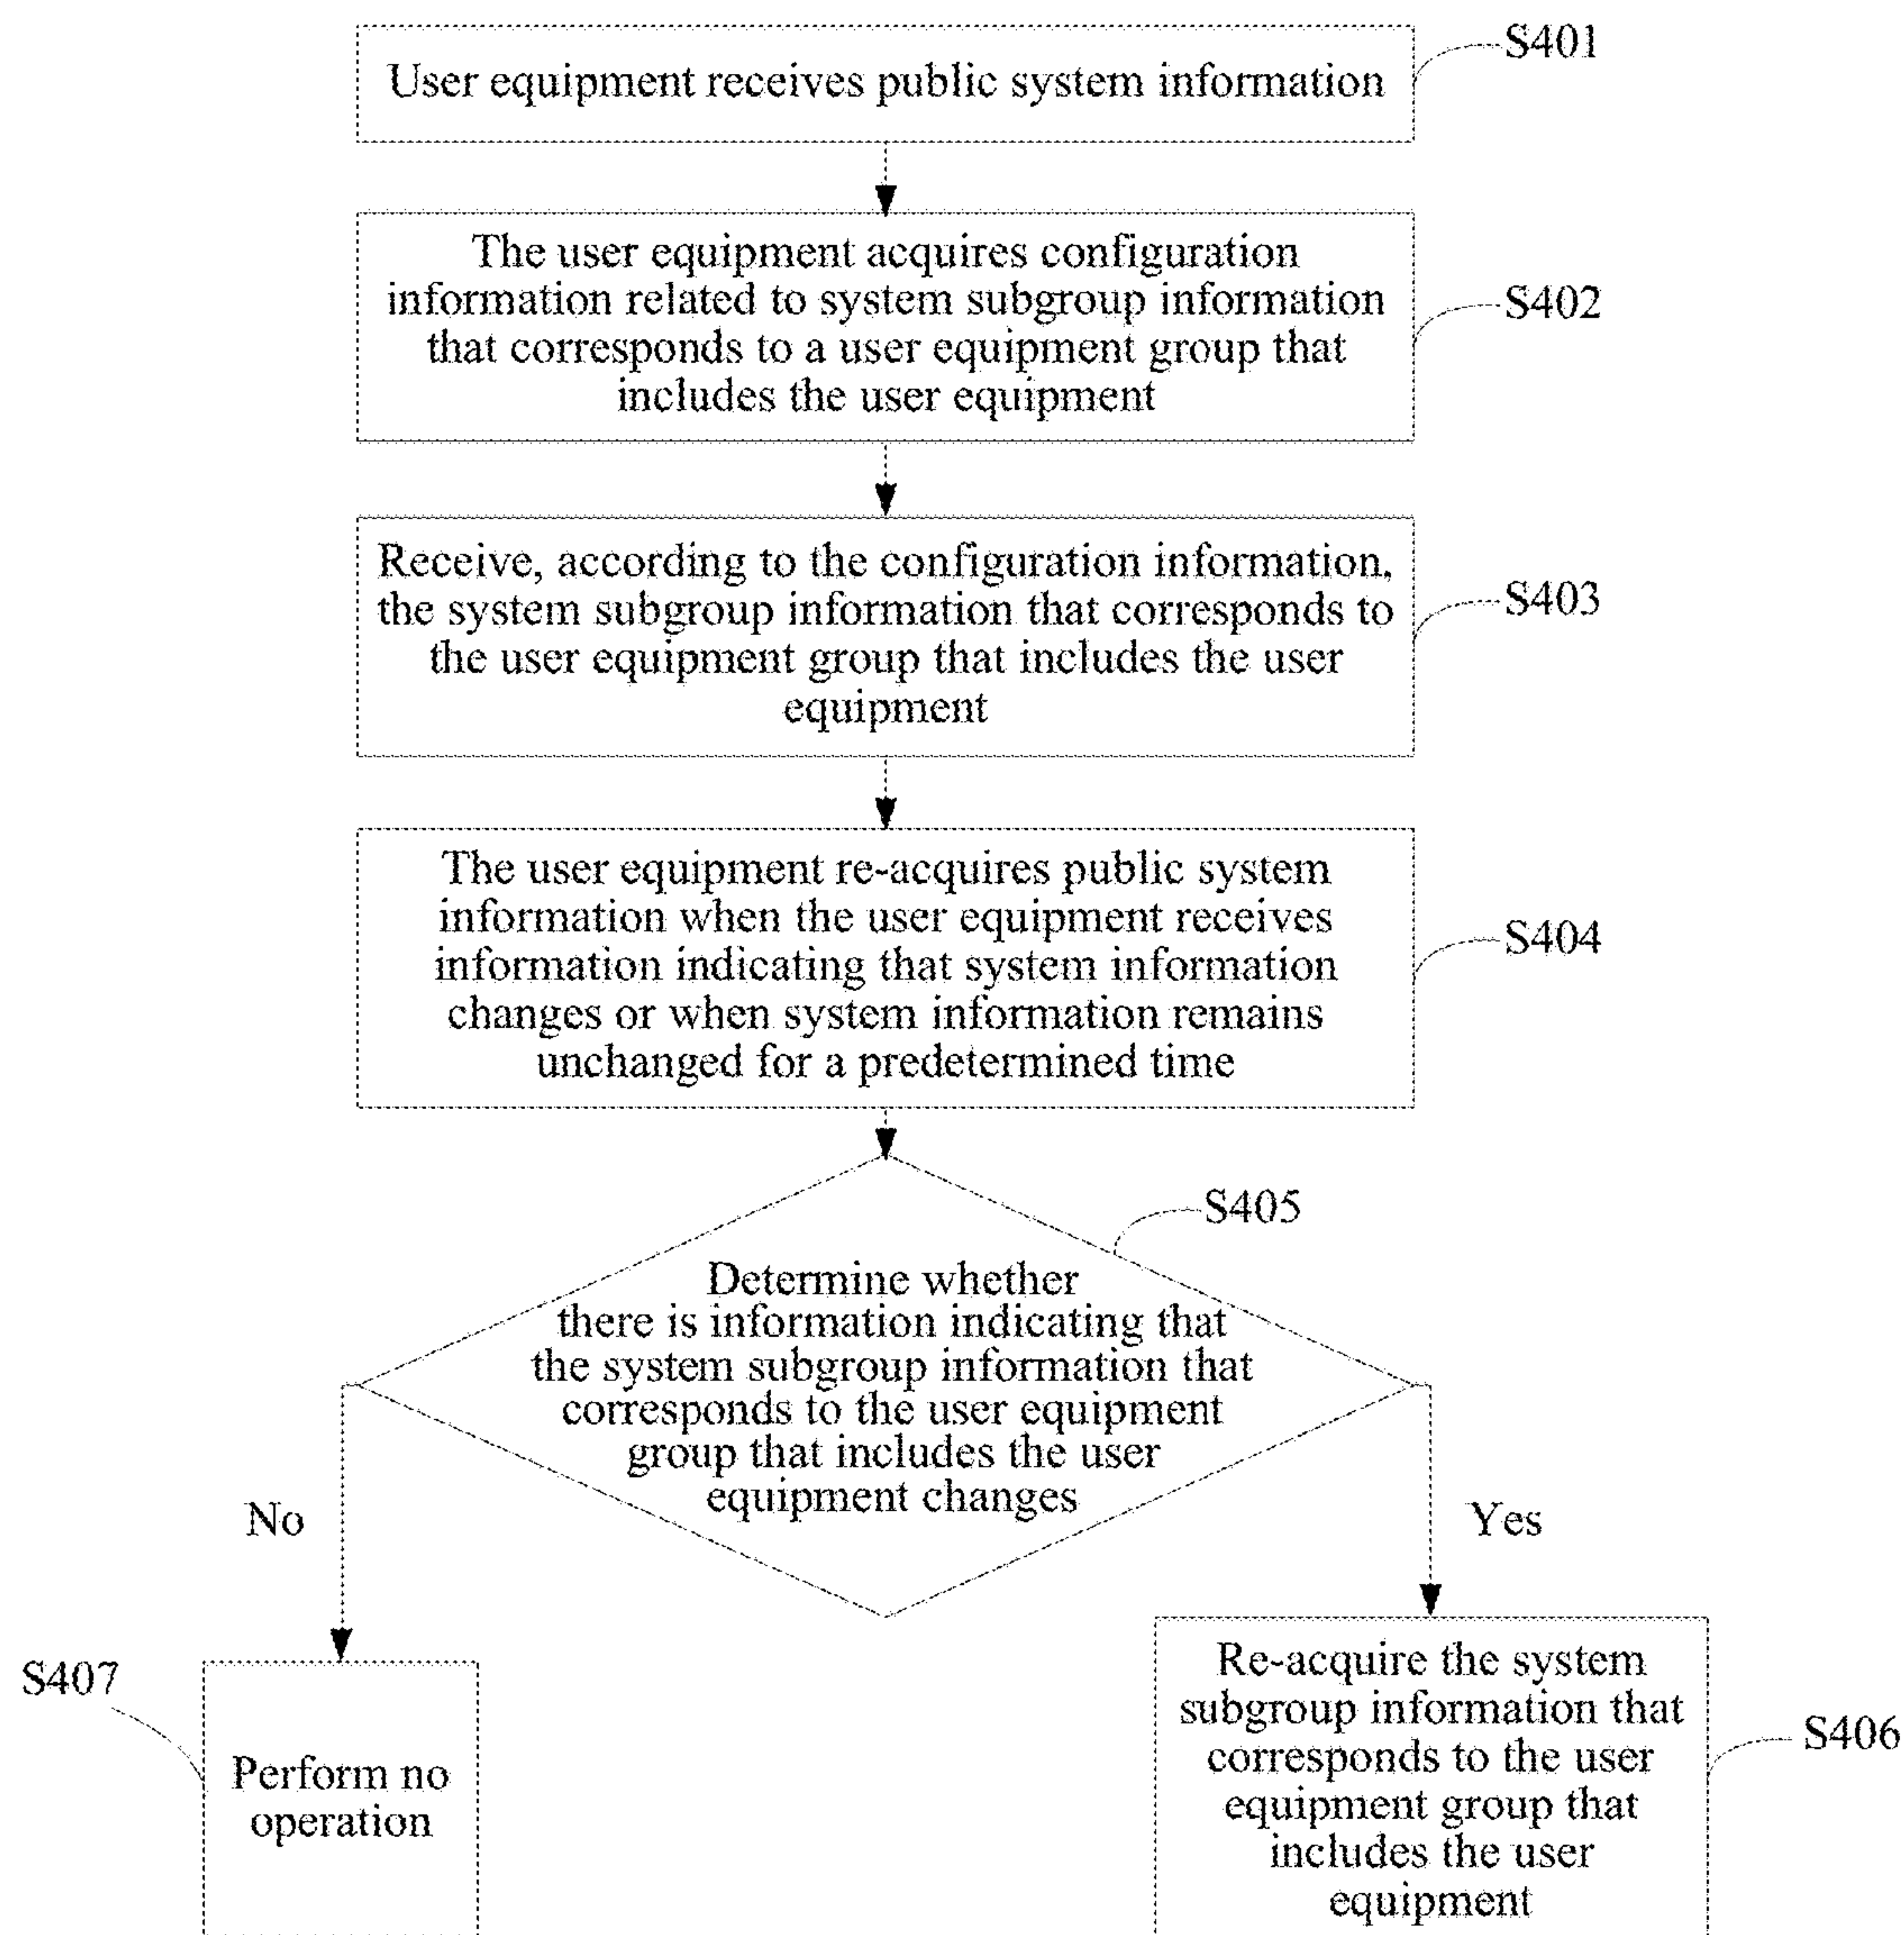 S401
User equipment receives public system information
The user equipment acquires configuration
information related to system subgroup information
that corresponds to a user equipment group that
includes the user equipment
S402
Receive, according to the configuration information,
the system subgroup information that corresponds to
the user equipment group that includes the user
equipment
S403
The user equipment re-acquires public system
information when the user equipment receives
information indicating that system information
changes or when system information remains
unchanged for a predetermined time
S404
S405
Determine whether
there is information indicating that
the system subgroup information that
corresponds to the user equipment
group that includes the user
equipment changes
No
Yes
S407
Perform no
operation
Re-acquire the system
subgroup information that
corresponds to the user
equipment group that
includes the user
equipment
S406